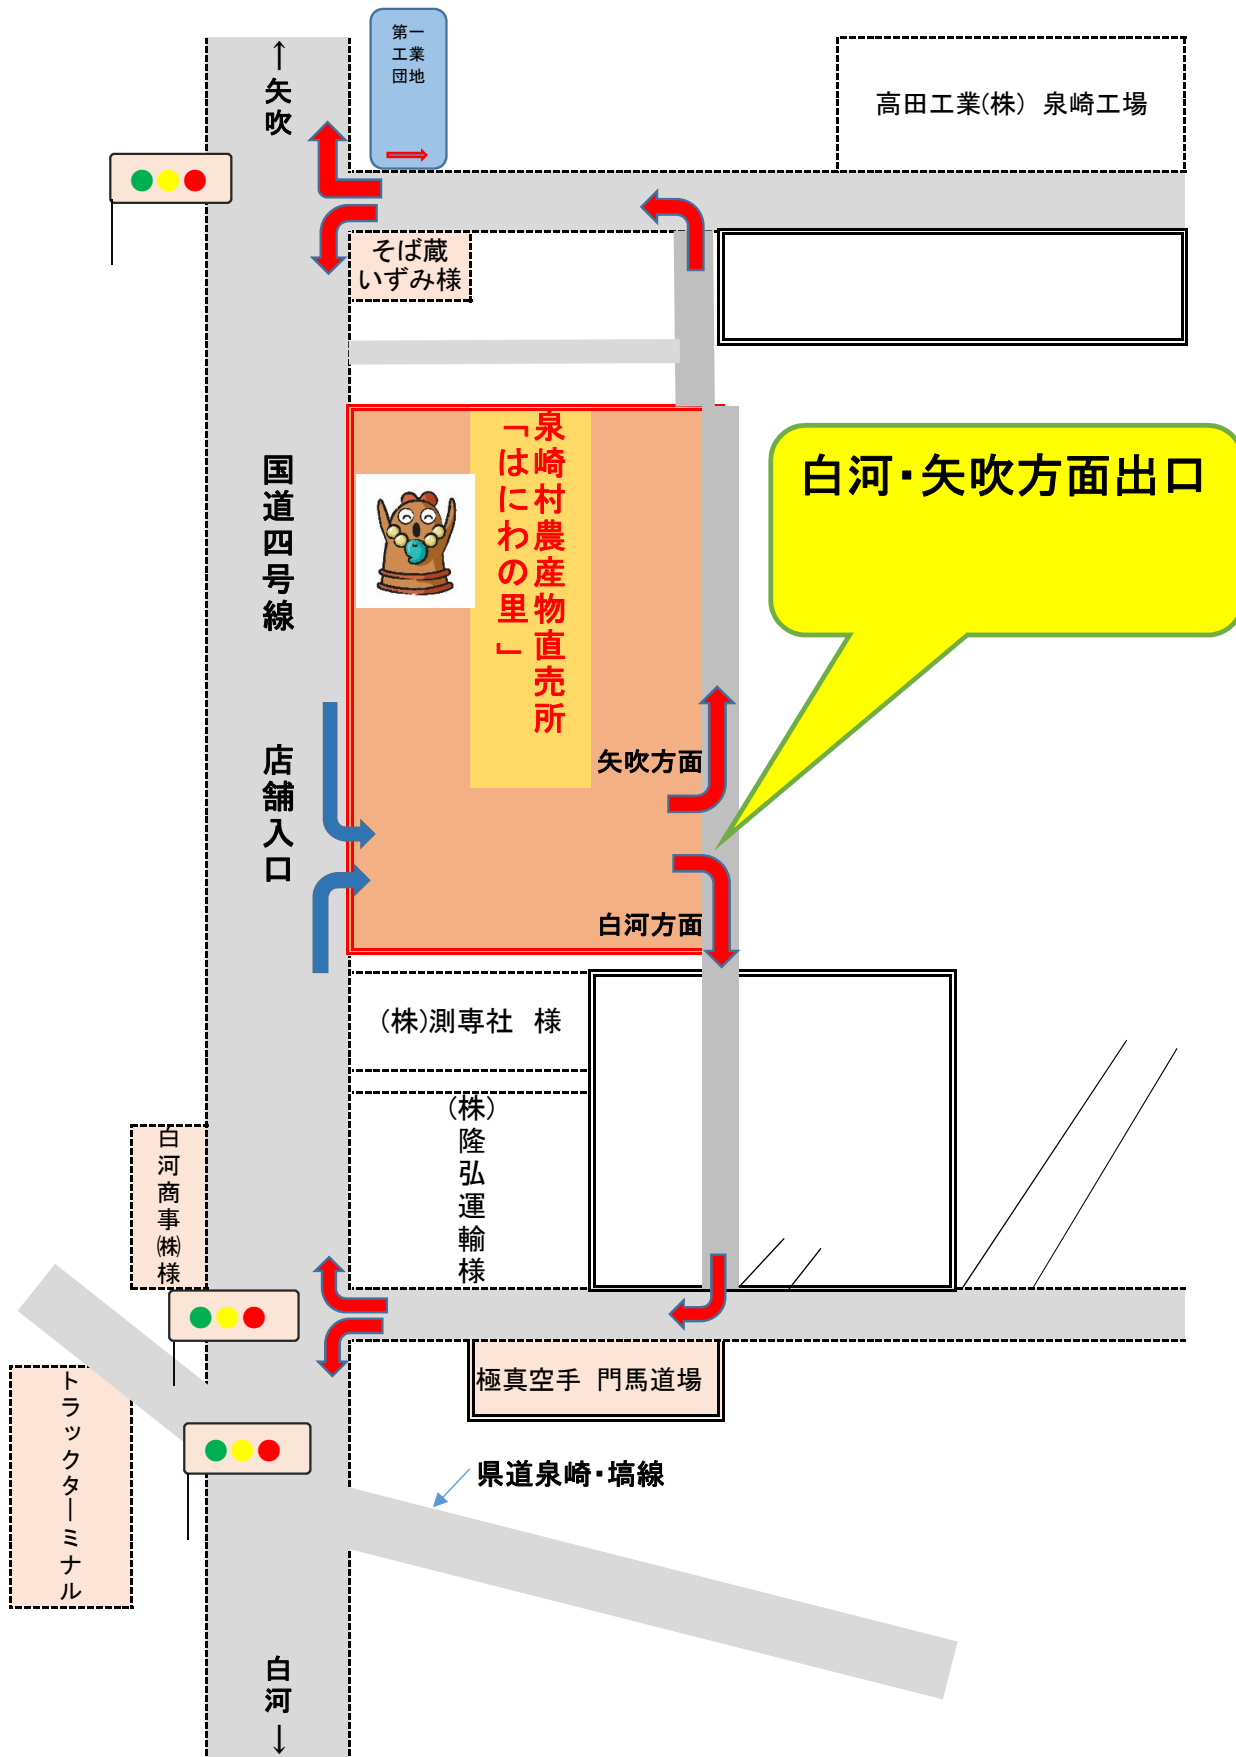 第一
工業
団地
↑
矢吹
高田工業(株) 泉崎工場
そば蔵
いずみ様
泉崎村農産物直売所
「はにわの里」
白河・矢吹方面出口
国道四号線
店舗入口
矢吹方面
白河方面
(株)測専社 様
(株)隆弘運輸様
白河商事㈱様
極真空手 門馬道場
トラックターミナル
県道泉崎・塙線
白河
↓